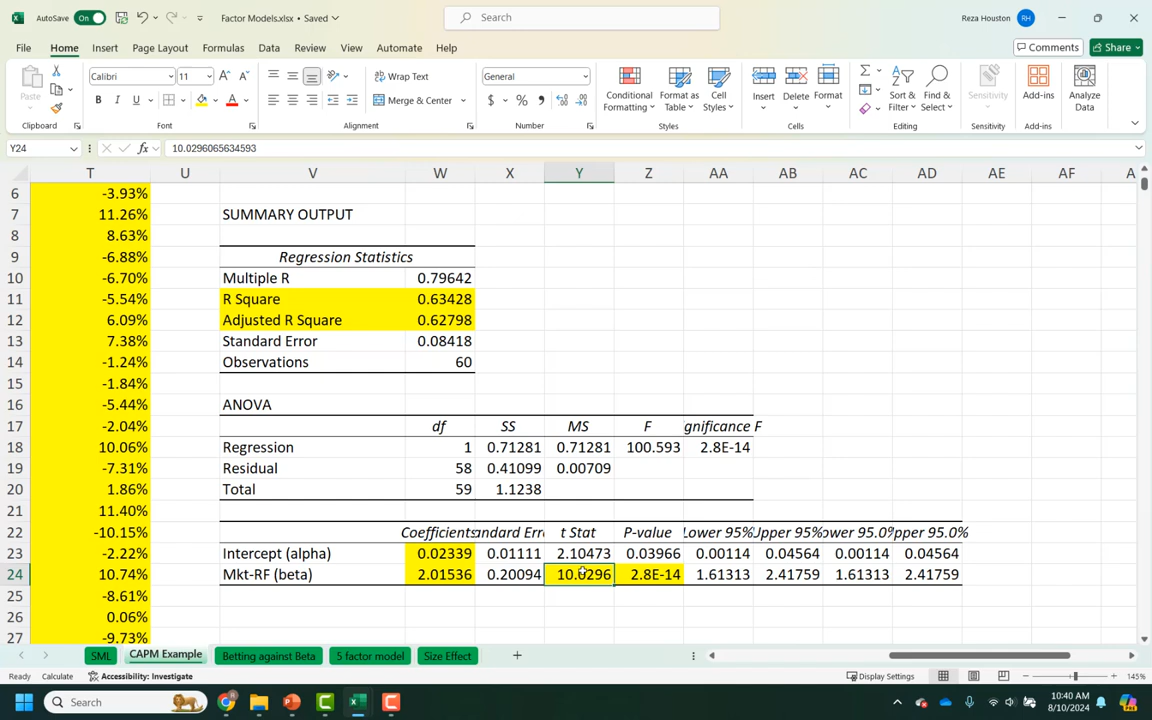 AutoSave On Factor Models.xlsx • Saved Search Reza Houston RH
File Home Insert Page Layout Formulas Data Review View Automate Help Comments Share
Paste Calibri 11 A A Wrap Text General Conditional Formatting Format as Table Cell Styles Insert Delete Format Sort & Filter Find & Select Sensitivity Add-ins Analyze Data
B I U A Merge & Center $ % 9
Clipboard Font Alignment Number Styles Cells Editing Sensitivity Add-ins
Y24 fx 10.0296065634593
T U V W X Y Z AA AB AC AD AE AF A
6 -3.93%
7 11.26% SUMMARY OUTPUT
8 8.63%
9 -6.88% Regression Statistics
10 -6.70% Multiple R 0.79642
11 -5.54% R Square 0.63428
12 6.09% Adjusted R Square 0.62798
13 7.38% Standard Error 0.08418
14 -1.24% Observations 60
15 -1.84%
16 -5.44% ANOVA
17 -2.04% df SS MS F gnificance F
18 10.06% Regression 1 0.71281 0.71281 100.593 2.8E-14
19 -7.31% Residual 58 0.41099 0.00709
20 1.86% Total 59 1.1238
21 11.40%
22 -10.15% Coefficients andard Erro t Stat P-value Lower 95% Upper 95% ower 95.0% pper 95.0%
23 -2.22% Intercept (alpha) 0.02339 0.01111 2.10473 0.03966 0.00114 0.04564 0.00114 0.04564
24 10.74% Mkt-RF (beta) 2.01536 0.20094 10.0296 2.8E-14 1.61313 2.41759 1.61313 2.41759
25 -8.61%
26 0.06%
27 -9.73%
SML CAPM Example Betting against Beta 5 factor model Size Effect
Ready Calculate Accessibility: Investigate Display Settings 145%
Search 10:40 AM
8/10/2024